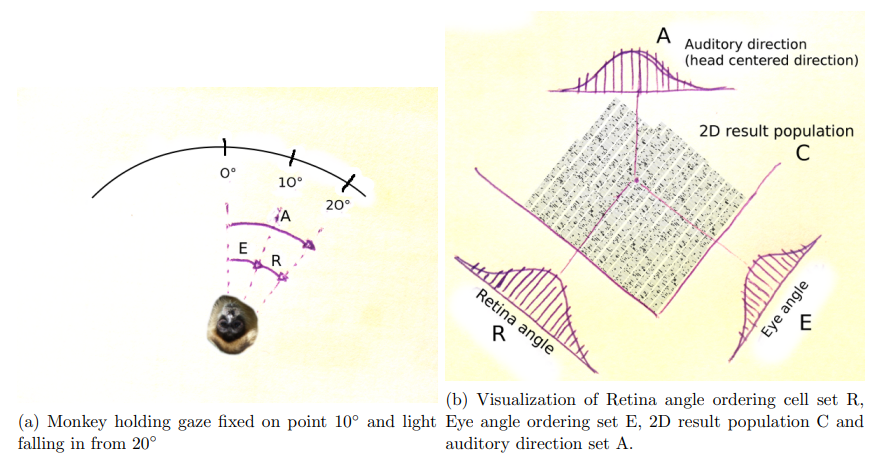 0°
10°
20°
A
E
R
(a) Monkey holding gaze fixed on point 10° and light
falling in from 20°
A
Auditory direction
(head centered direction)
2D result population
C
Retina angle
R
Eye angle
E
(b) Visualization of Retina angle ordering cell set R,
Eye angle ordering set E, 2D result population C and
auditory direction set A.